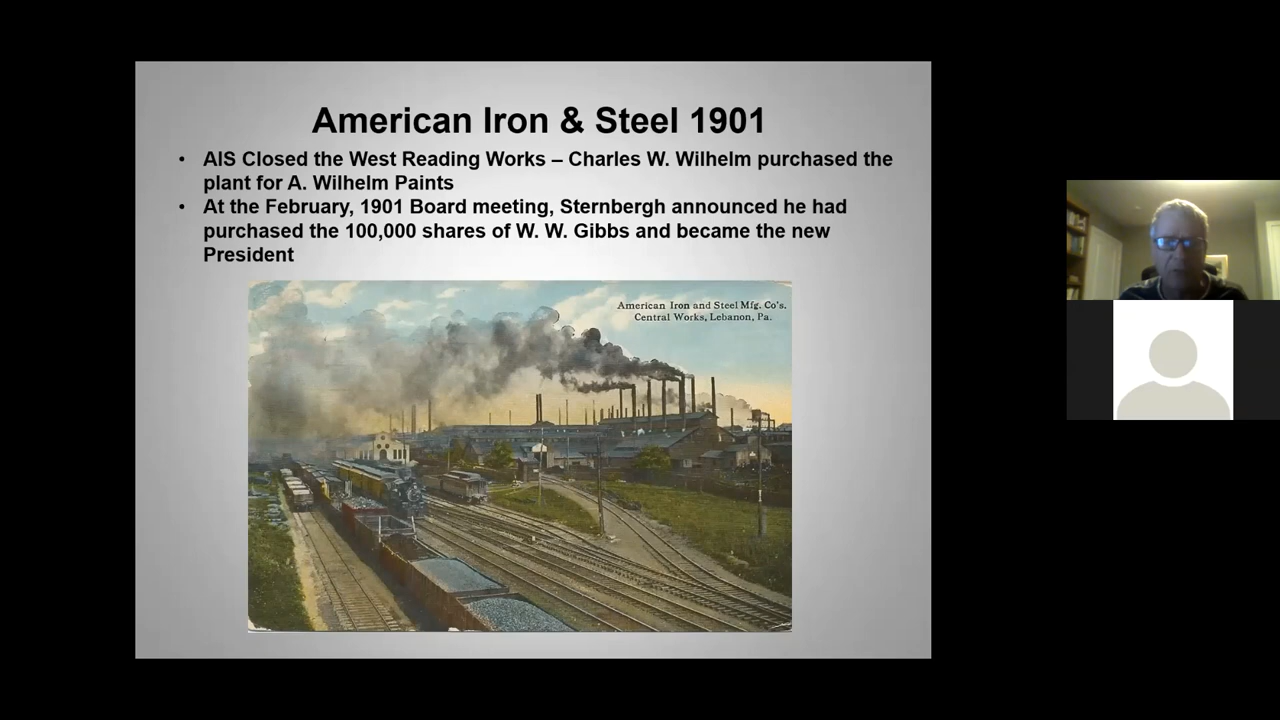 American Iron & Steel 1901
• AIS Closed the West Reading Works – Charles W. Wilhelm purchased the
plant for A. Wilhelm Paints
• At the February, 1901 Board meeting, Sternbergh announced he had
purchased the 100,000 shares of W. W. Gibbs and became the new
President
American Iron and Steel Mfg. Co's.
Central Works, Lebanon, Pa.